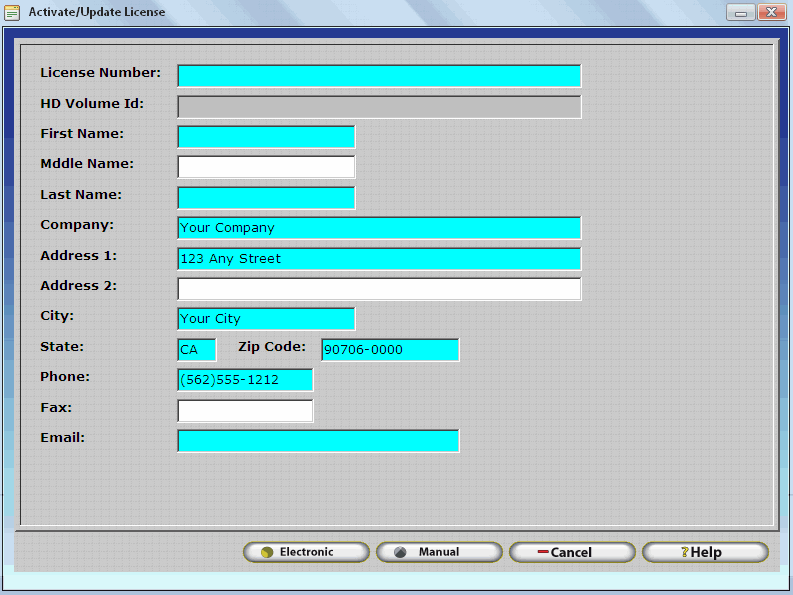 Activate/Update License
License Number:
HD Volume Id:
First Name:
Mddle Name:
Last Name:
Company: Your Company
Address 1: 123 Any Street
Address 2:
City: Your City
State: CA Zip Code: 90706-0000
Phone: (562)555-1212
Fax:
Email:
Electronic Manual Cancel ?Help